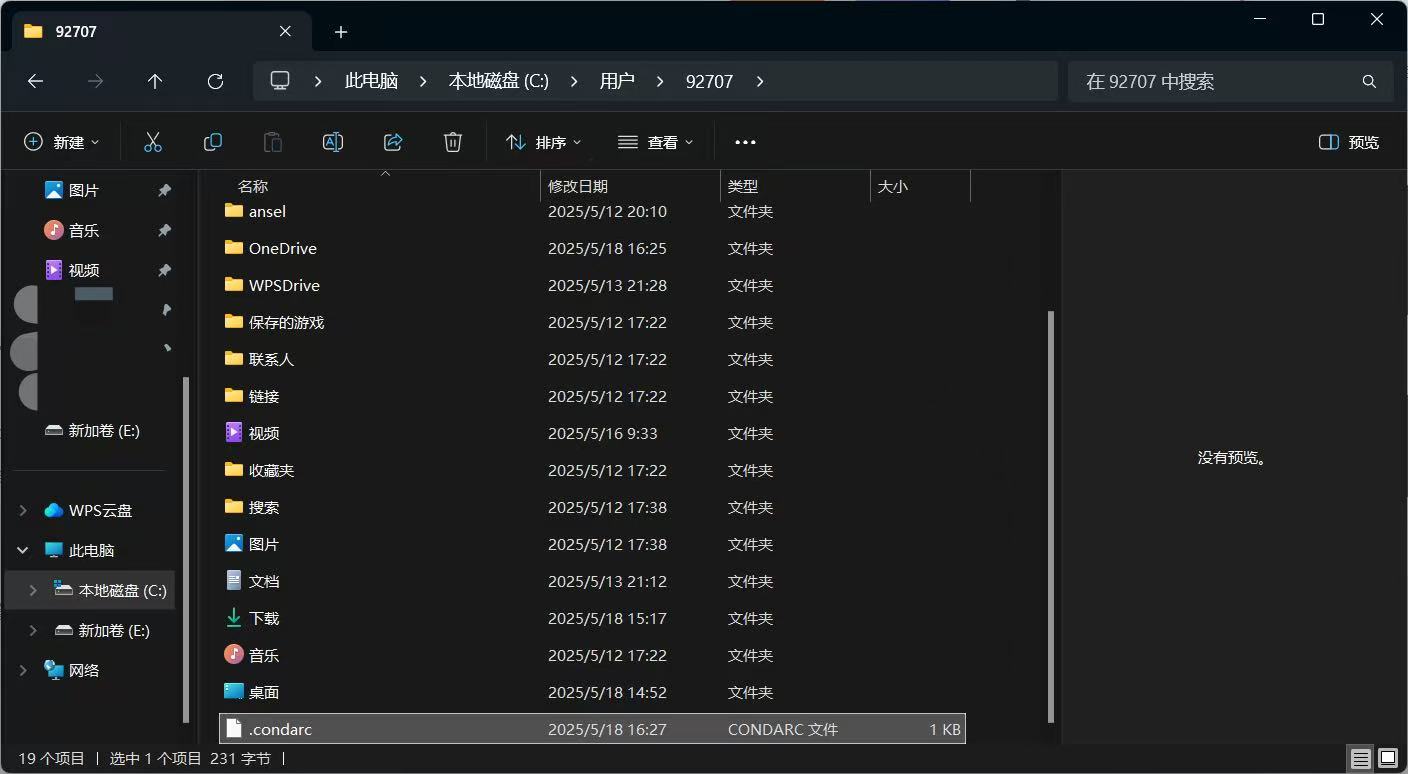 92707
此电脑 本地磁盘 (C:) 用户 92707
在 92707 中搜索
新建 排序 查看 ••• 预览
图片
音乐
视频
新加卷 (E:)
WPS云盘
此电脑
本地磁盘 (C:)
新加卷 (E:)
网络
名称 修改日期 类型 大小
ansel 2025/5/12 20:10 文件夹
OneDrive 2025/5/18 16:25 文件夹
WPSDrive 2025/5/13 21:28 文件夹
保存的游戏 2025/5/12 17:22 文件夹
联系人 2025/5/12 17:22 文件夹
链接 2025/5/12 17:22 文件夹
视频 2025/5/16 9:33 文件夹
收藏夹 2025/5/12 17:22 文件夹
搜索 2025/5/12 17:38 文件夹
图片 2025/5/12 17:38 文件夹
文档 2025/5/13 21:12 文件夹
下载 2025/5/18 15:17 文件夹
音乐 2025/5/12 17:22 文件夹
桌面 2025/5/18 14:52 文件夹
.condarc 2025/5/18 16:27 CONDARC 文件 1 KB
没有预览。
19 个项目 选中 1 个项目 231 字节